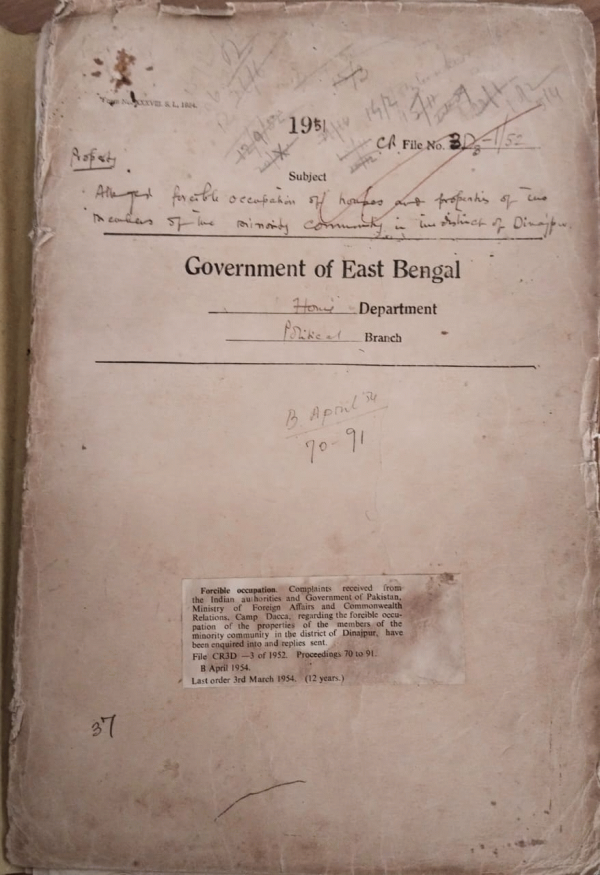 1951
CR File No. 3D3-1/52
Property
Subject
Alleged forcible occupation of houses and properties of the
members of the minority community in the district of Dinajpur.
Government of East Bengal
Home Department
Political Branch
B April 54
70-91
Forcible occupation. Complaints received from
the Indian authorities and Government of Pakistan,
Ministry of Foreign Affairs and Commonwealth
Relations, Camp Dacca, regarding the forcible occu-
pation of the properties of the members of the
minority community in the district of Dinajpur, have
been enquired into and replies sent.
File CR3D —3 of 1952. Proceedings 70 to 91.
B April 1954.
Last order 3rd March 1954. (12 years.)
37